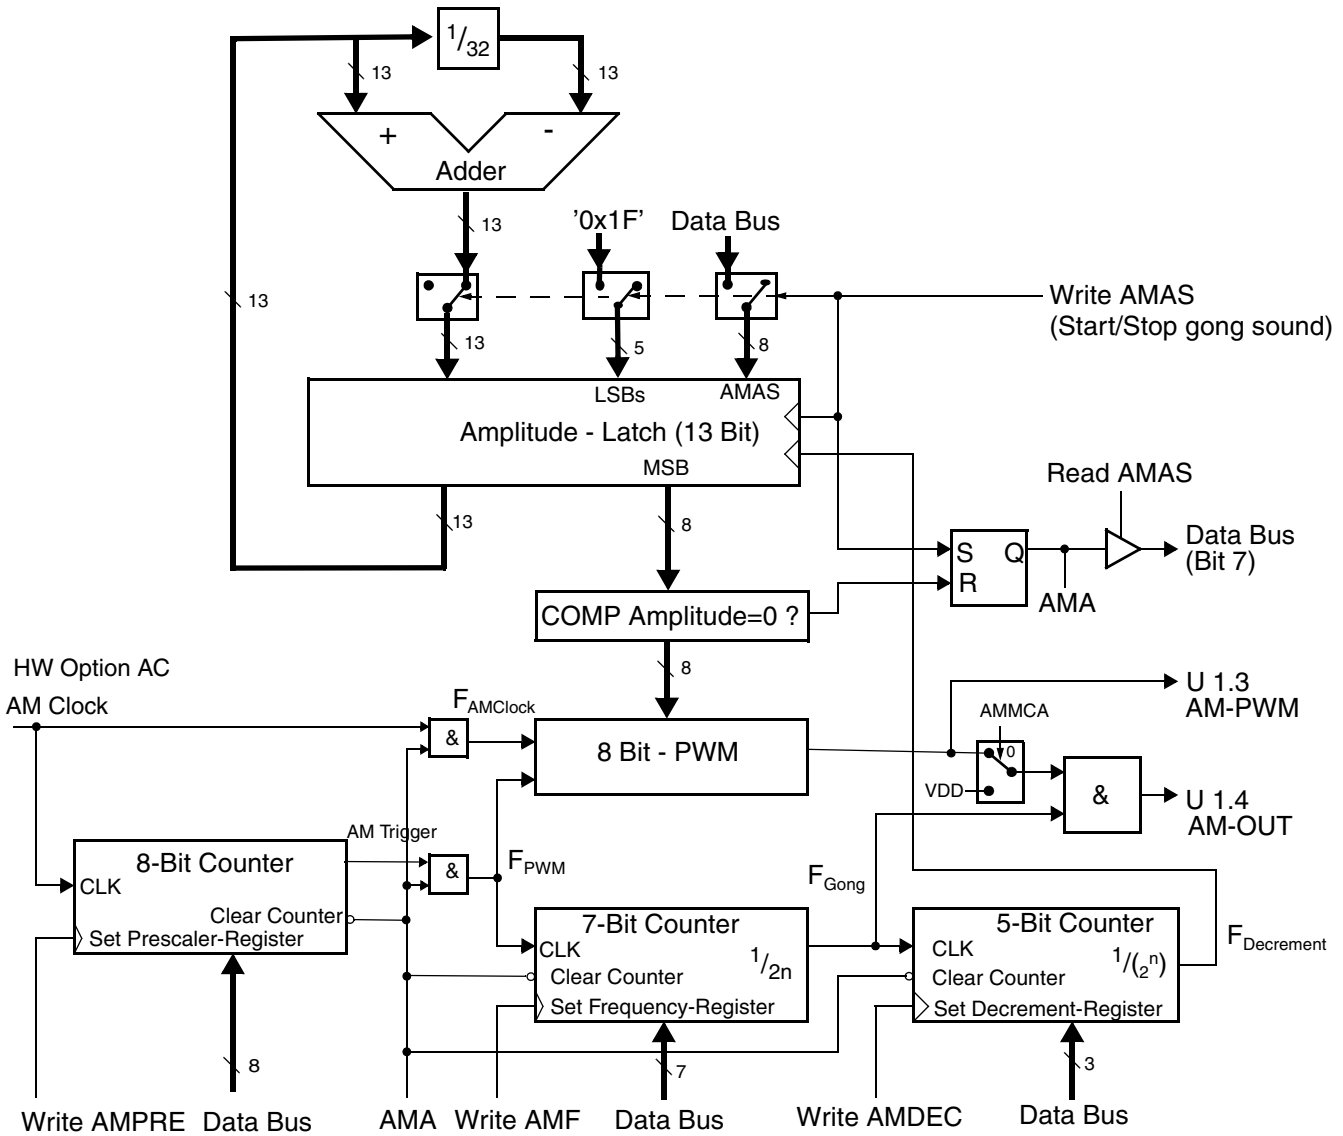 1/32
13
13
+
-
Adder
13
'0x1F'
Data Bus
13
13
5
8
Write AMAS
(Start/Stop gong sound)
LSBs
AMAS
Amplitude - Latch (13 Bit)
MSB
13
8
Read AMAS
S
Q
R
Data Bus
(Bit 7)
AMA
COMP Amplitude=0 ?
8
HW Option AC
AM Clock
FAMClock
&
8 Bit - PWM
U 1.3
AM-PWM
AMMCA
0
VDD
&
U 1.4
AM-OUT
AM Trigger
8-Bit Counter
CLK
Clear Counter
Set Prescaler-Register
&
FPWM
FGong
7-Bit Counter
CLK
1/2n
Clear Counter
Set Frequency-Register
5-Bit Counter
CLK
1/(2n)
Clear Counter
Set Decrement-Register
FDecrement
8
7
3
Write AMPRE
Data Bus
AMA
Write AMF
Data Bus
Write AMDEC
Data Bus